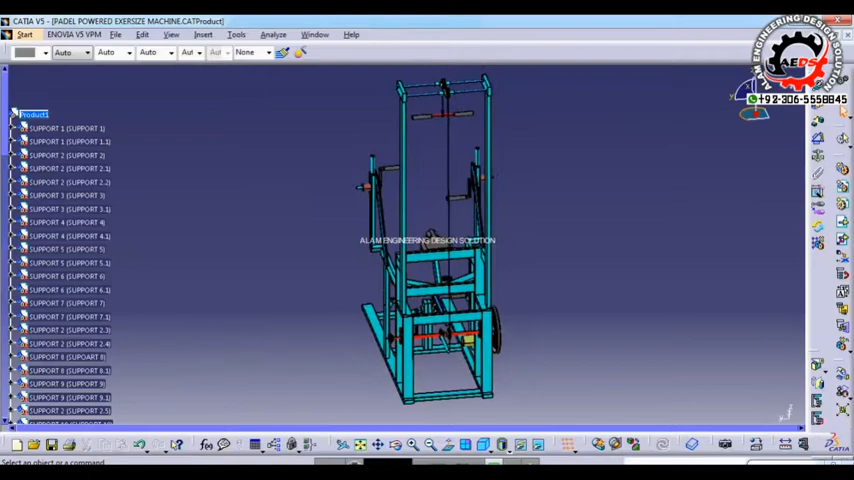 CATIA V5 - [PADEL POWERED EXERSIZE MACHINE.CATProduct]
Start ENOVIA V5 VPM File Edit View Insert Tools Analyze Window Help
Auto Auto Auto Aut Aut None
ALAM ENGINEERING DESIGN SOLUTION
AEDS
+92-306-5558845
Product1
SUPPORT 1 (SUPPORT 1)
SUPPORT 1 (SUPPORT 1.1)
SUPPORT 2 (SUPPORT 2)
SUPPORT 2 (SUPPORT 2.1)
SUPPORT 2 (SUPPORT 2.2)
SUPPORT 3 (SUPPORT 3)
SUPPORT 3 (SUPPORT 3.1)
SUPPORT 4 (SUPPORT 4)
SUPPORT 4 (SUPPORT 4.1)
SUPPORT 5 (SUPPORT 5)
SUPPORT 5 (SUPPORT 5.1)
SUPPORT 6 (SUPPORT 6)
SUPPORT 6 (SUPPORT 6.1)
SUPPORT 7 (SUPPORT 7)
SUPPORT 7 (SUPPORT 7.1)
SUPPORT 2 (SUPPORT 2.3)
SUPPORT 2 (SUPPORT 2.4)
SUPPORT 8 (SUPOART 8)
SUPPORT 8 (SUPPORT 8.1)
SUPPORT 9 (SUPPORT 9)
SUPPORT 9 (SUPPORT 9.1)
SUPPORT 2 (SUPPORT 2.5)
ALAM ENGINEERING DESIGN SOLUTION
Select an object or a command